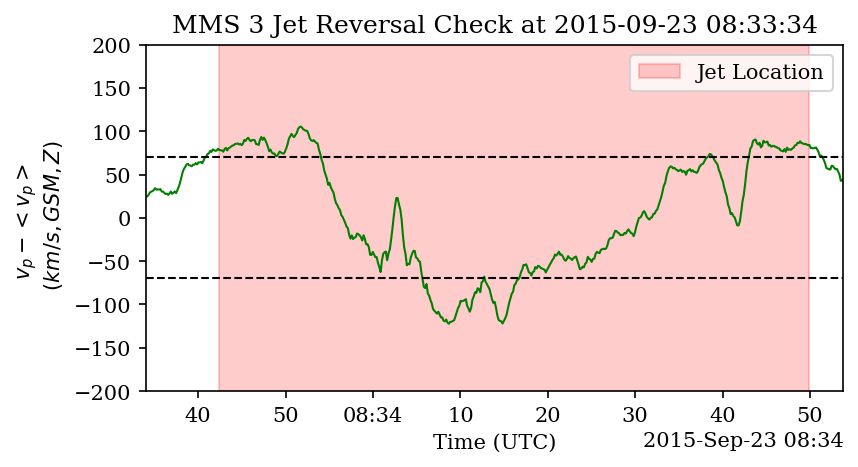 MMS 3 Jet Reversal Check at 2015-09-23 08:33:34
Jet Location
200
150
100
50
0
−50
−100
−150
−200
v_p − < v_p >
(km/s, GSM, Z)
40 50 08:34 10 20 30 40 50
Time (UTC)
2015-Sep-23 08:34